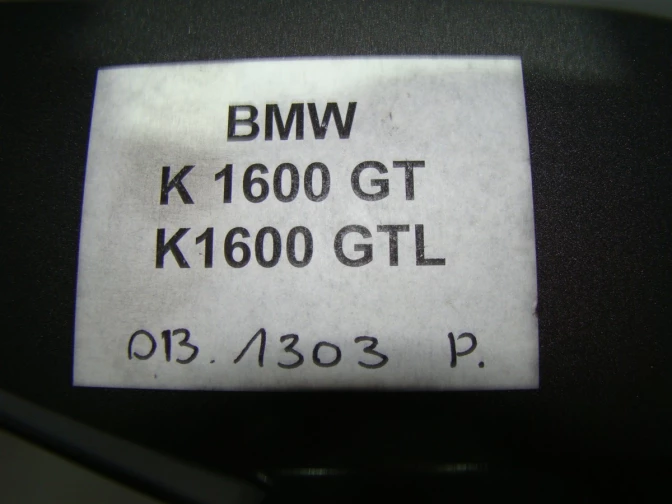 BMW
K 1600 GT
K1600 GTL
DB. 1303 P.